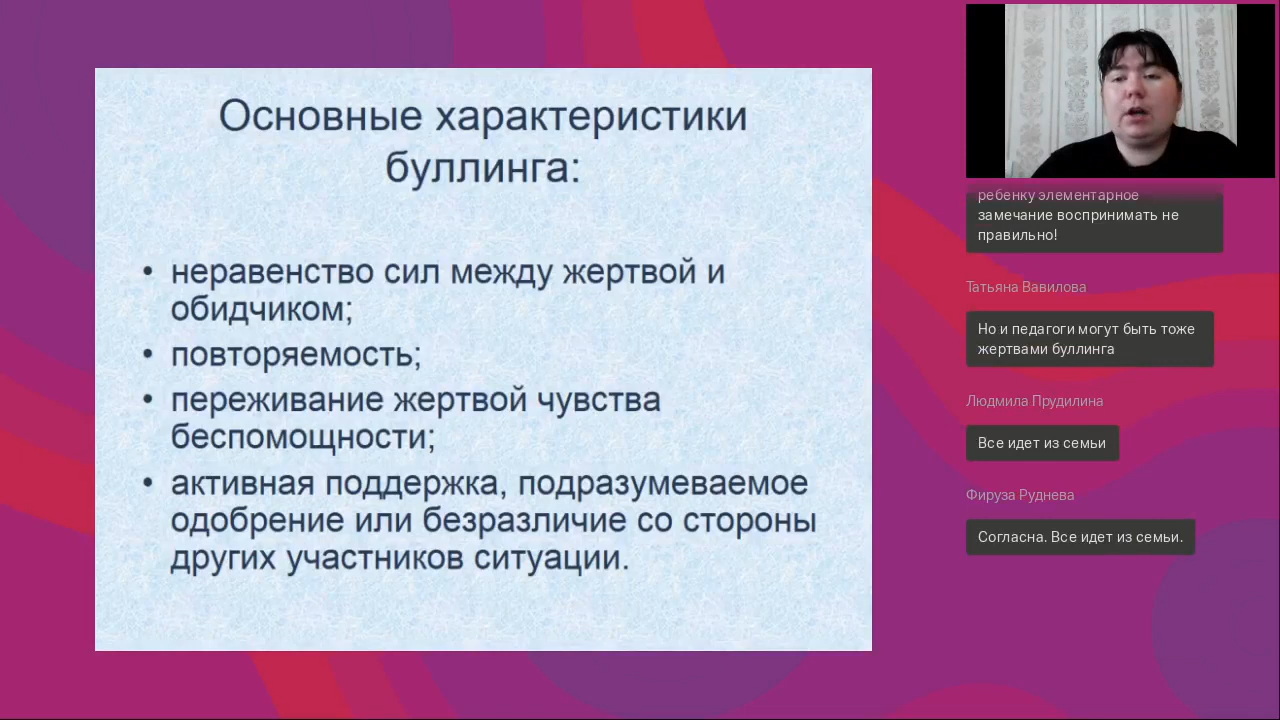 Основные характеристики
буллинга:
• неравенство сил между жертвой и
обидчиком;
• повторяемость;
• переживание жертвой чувства
беспомощности;
• активная поддержка, подразумеваемое
одобрение или безразличие со стороны
других участников ситуации.
ребенку элементарное
замечание воспринимать не
правильно!
Татьяна Вавилова
Но и педагоги могут быть тоже
жертвами буллинга
Людмила Прудилина
Все идет из семьи
Фируза Руднева
Согласна. Все идет из семьи.